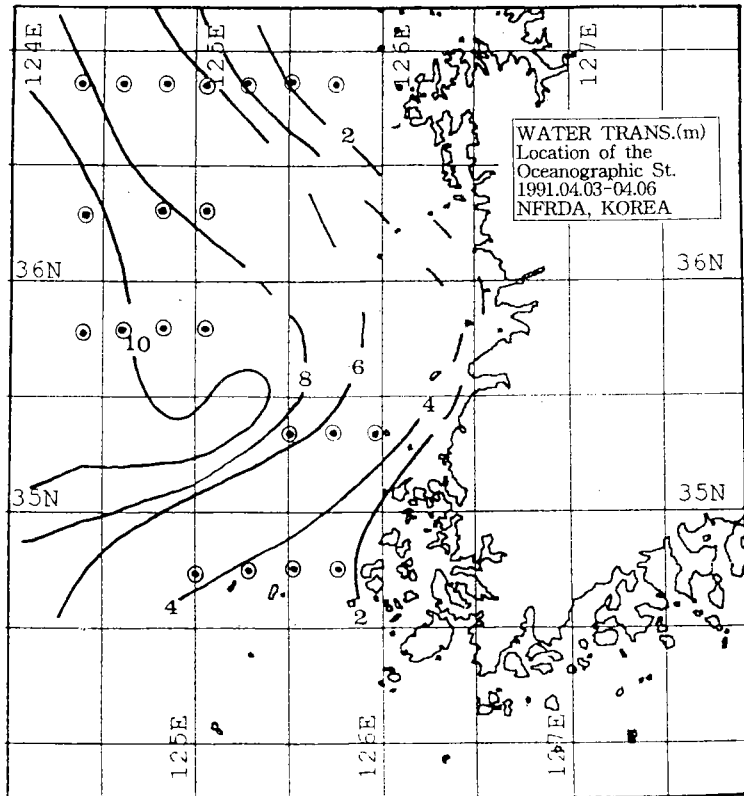 124E
125E
126E
127E
2
WATER TRANS.(m)
Location of the
Oceanographic St.
1991.04.03-04.06
NFRDA, KOREA
36N
36N
10
8
6
4
35N
35N
4
2
125E
126E
127E